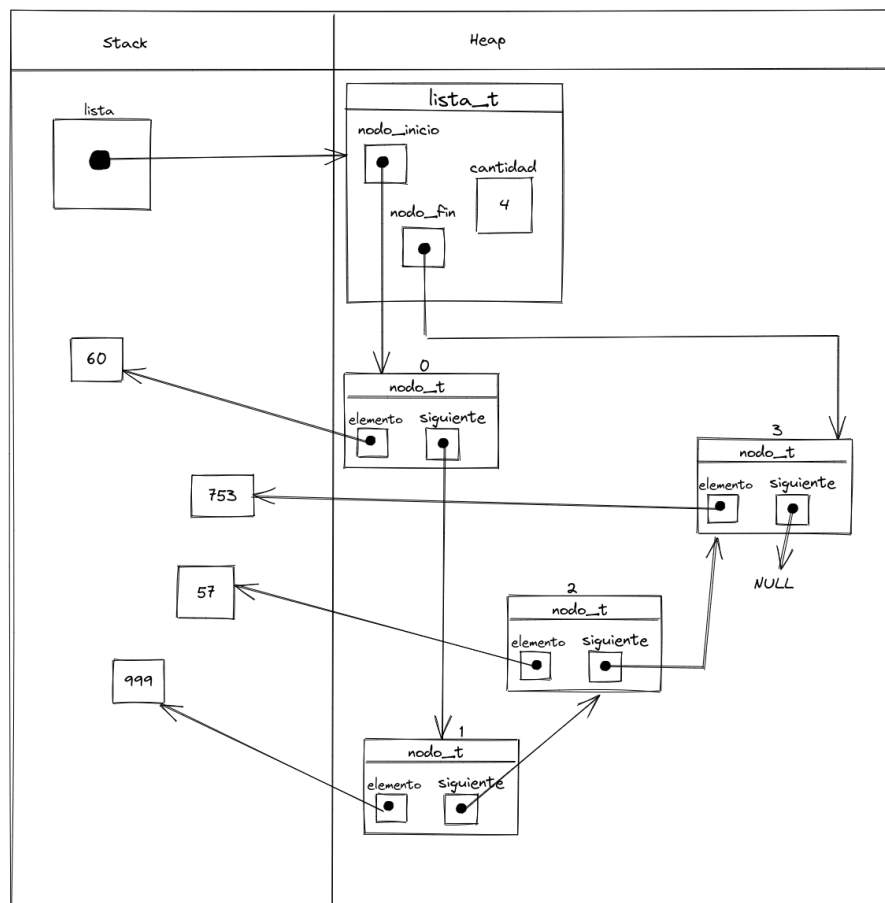 Stack
Heap
lista
lista_t
nodo_inicio
cantidad
4
nodo_fin
60
0
nodo_t
elemento siguiente
753
3
nodo_t
elemento siguiente
NULL
57
2
nodo_t
elemento siguiente
999
1
nodo_t
elemento siguiente